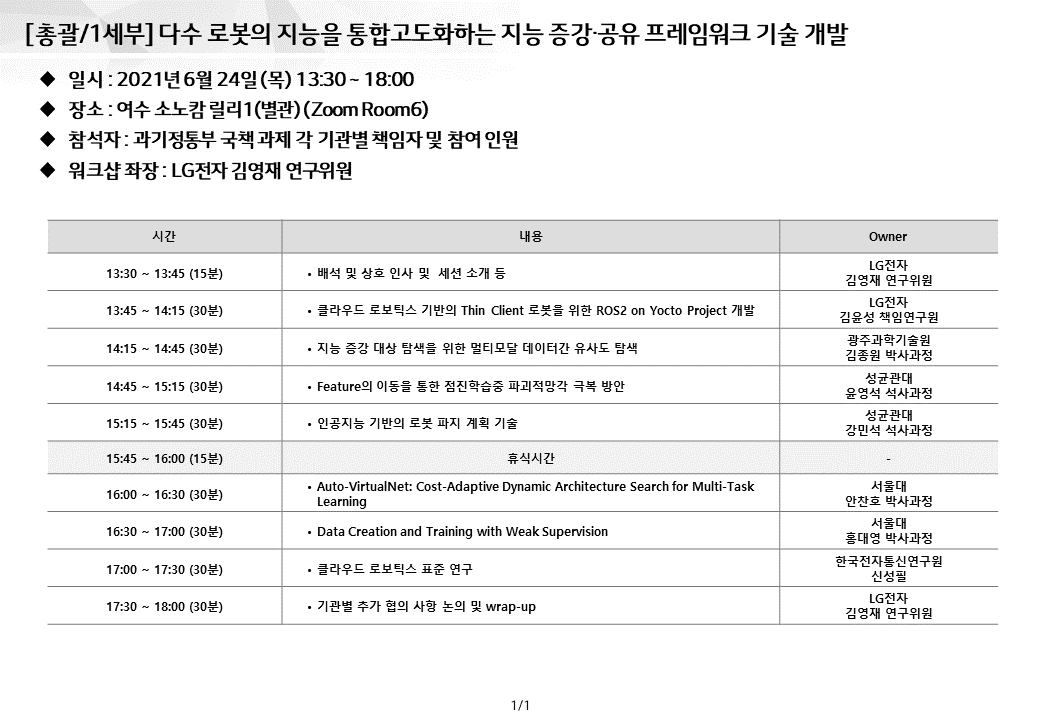 [총괄/1세부] 다수 로봇의 지능을 통합고도화하는 지능 증강·공유 프레임워크 기술 개발
◆ 일시 : 2021년 6월 24일 (목) 13:30 ~ 18:00
◆ 장소 : 여수 소노캄 릴리1(별관) (Zoom Room6)
◆ 참석자 : 과기정통부 국책 과제 각 기관별 책임자 및 참여 인원
◆ 워크샵 좌장 : LG전자 김영재 연구위원
시간 내용 Owner
13:30 ~ 13:45 (15분) • 배석 및 상호 인사 및 세션 소개 등 LG전자
김영재 연구위원
13:45 ~ 14:15 (30분) • 클라우드 로보틱스 기반의 Thin Client 로봇을 위한 ROS2 on Yocto Project 개발 LG전자
김윤성 책임연구원
14:15 ~ 14:45 (30분) • 지능 증강 대상 탐색을 위한 멀티모달 데이터간 유사도 탐색 광주과학기술원
김종원 박사과정
14:45 ~ 15:15 (30분) • Feature의 이동을 통한 점진학습중 파괴적망각 극복 방안 성균관대
윤영석 석사과정
15:15 ~ 15:45 (30분) • 인공지능 기반의 로봇 파지 계획 기술 성균관대
강민석 석사과정
15:45 ~ 16:00 (15분) 휴식시간 -
16:00 ~ 16:30 (30분) • Auto-VirtualNet: Cost-Adaptive Dynamic Architecture Search for Multi-Task 서울대
Learning 안찬호 박사과정
16:30 ~ 17:00 (30분) • Data Creation and Training with Weak Supervision 서울대
홍대영 박사과정
17:00 ~ 17:30 (30분) • 클라우드 로보틱스 표준 연구 한국전자통신연구원
신성필
17:30 ~ 18:00 (30분) • 기관별 추가 협의 사항 논의 및 wrap-up LG전자
김영재 연구위원
1/1